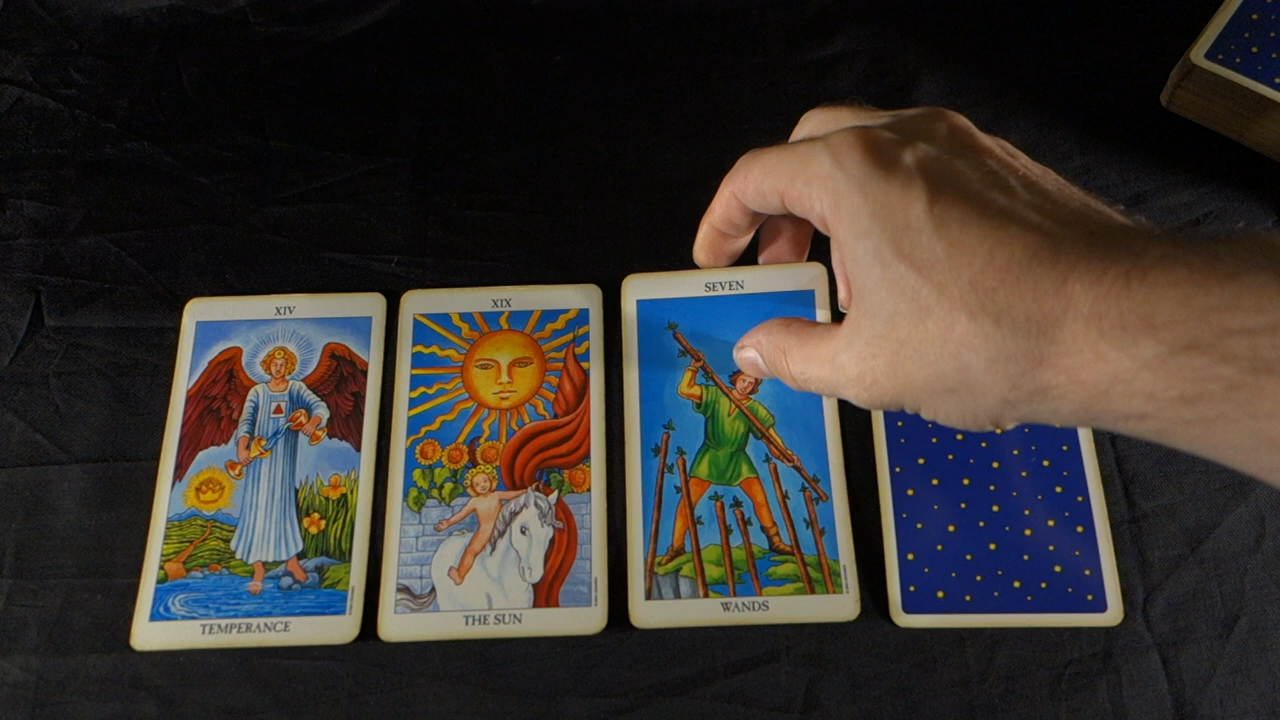 XIV
TEMPERANCE
XIX
THE SUN
SEVEN
WANDS